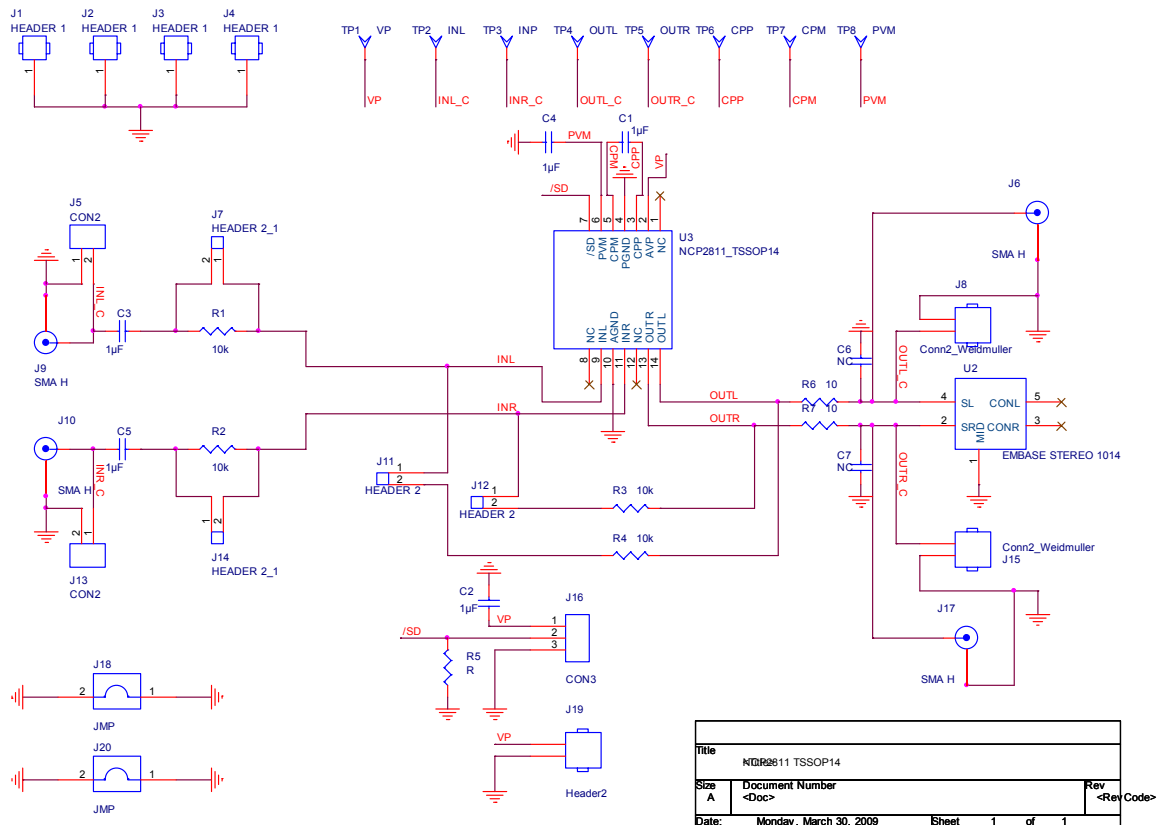 J1
HEADER 1
J2
HEADER 1
J3
HEADER 1
J4
HEADER 1
1
1
1
1
TP1 VP
TP2 INL
TP3 INP
TP4 OUTL
TP5 OUTR
TP6 CPP
TP7 CPM
TP8 PVM
VP
INL_C
INR_C
OUTL_C
OUTR_C
CPP
CPM
PVM
C4
1µF
PVM
C1
1µF
CPM
CPP
VP
/SD
7
6
5
4
3
2
1
/SD
PVM
CPM
PGND
CPP
AVP
NC
U3
NCP2811_TSSOP14
NC
INL
AGND
INR
NC
OUTR
OUTL
8
9
10
11
12
13
14
J5
CON2
1
2
INL_C
C3
1µF
J7
HEADER 2_1
2
1
R1
10k
J9
SMA H
INL
J10
SMA H
C5
1µF
INR_C
R2
10k
INR
2
1
J13
CON2
1
2
J14
HEADER 2_1
J11
1
2
HEADER 2
J12
1
2
HEADER 2
R3 10k
R4 10k
OUTL
OUTR
R6 10
R7 10
C6
NC
C7
NC
OUTL_C
OUTR_C
J6
SMA H
J8
Conn2_Weidmuller
U2
4
2
SL
SRD
MID
CONL
CONR
5
3
1
EMBASE STEREO 1014
Conn2_Weidmuller
J15
J17
SMA H
C2
1µF
VP
/SD
R5
R
J16
1
2
3
CON3
J19
VP
Header2
J18
2
1
JMP
J20
2
1
JMP
Title
NCP2811 TSSOP14
Size
A
Document Number
<Doc>
Rev
<RevCode>
Date:
Monday, March 30, 2009
Sheet
1
of
1